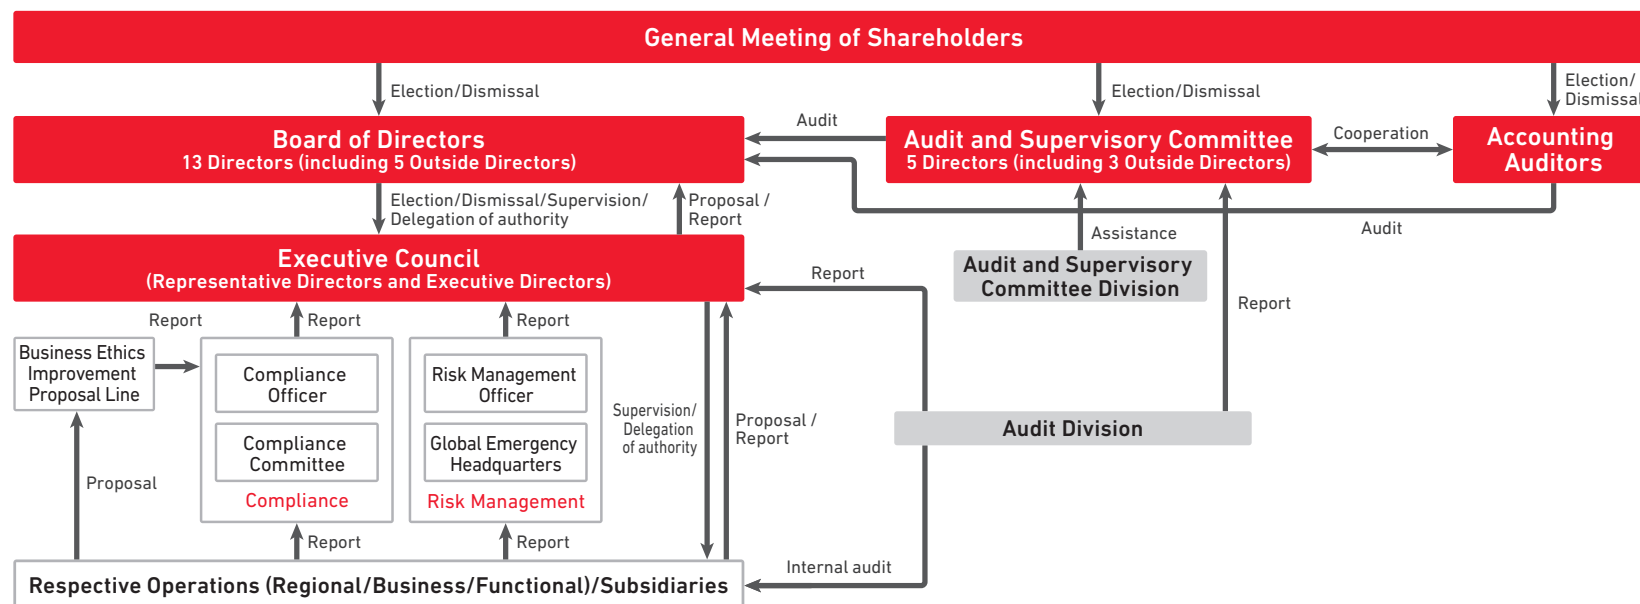 General Meeting of Shareholders
Election/Dismissal
Election/Dismissal
Election/
Dismissal
Board of Directors
13 Directors (including 5 Outside Directors)
Audit
Audit and Supervisory Committee
5 Directors (including 3 Outside Directors)
Cooperation
Accounting
Auditors
Election/Dismissal/Supervision/
Delegation of authority
Proposal /
Report
Assistance
Audit
Executive Council
(Representative Directors and Executive Directors)
Report
Audit and Supervisory
Committee Division
Report
Report
Report
Report
Business Ethics
Improvement
Proposal Line
Compliance
Officer
Compliance
Committee
Compliance
Risk Management
Officer
Global Emergency
Headquarters
Risk Management
Supervision/
Delegation
of authority
Proposal /
Report
Audit Division
Proposal
Report
Report
Internal audit
Respective Operations (Regional/Business/Functional)/Subsidiaries